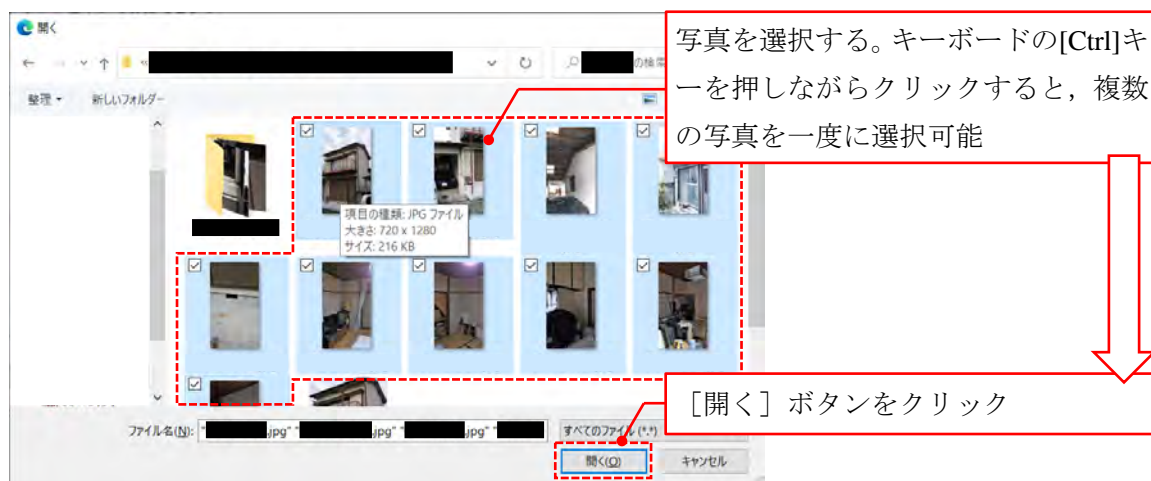 開く
の検索
整理
新しいフォルダー
写真を選択する。キーボードの[Ctrl]キ
ーを押しながらクリックすると，複数
の写真を一度に選択可能
項目の種類: JPG ファイル
大きさ: 720 x 1280
サイズ: 216 KB
［開く］ボタンをクリック
ファイル名(N): " .jpg" " .jpg" " .jpg" "
すべてのファイル (*.*)
開く(O)
キャンセル